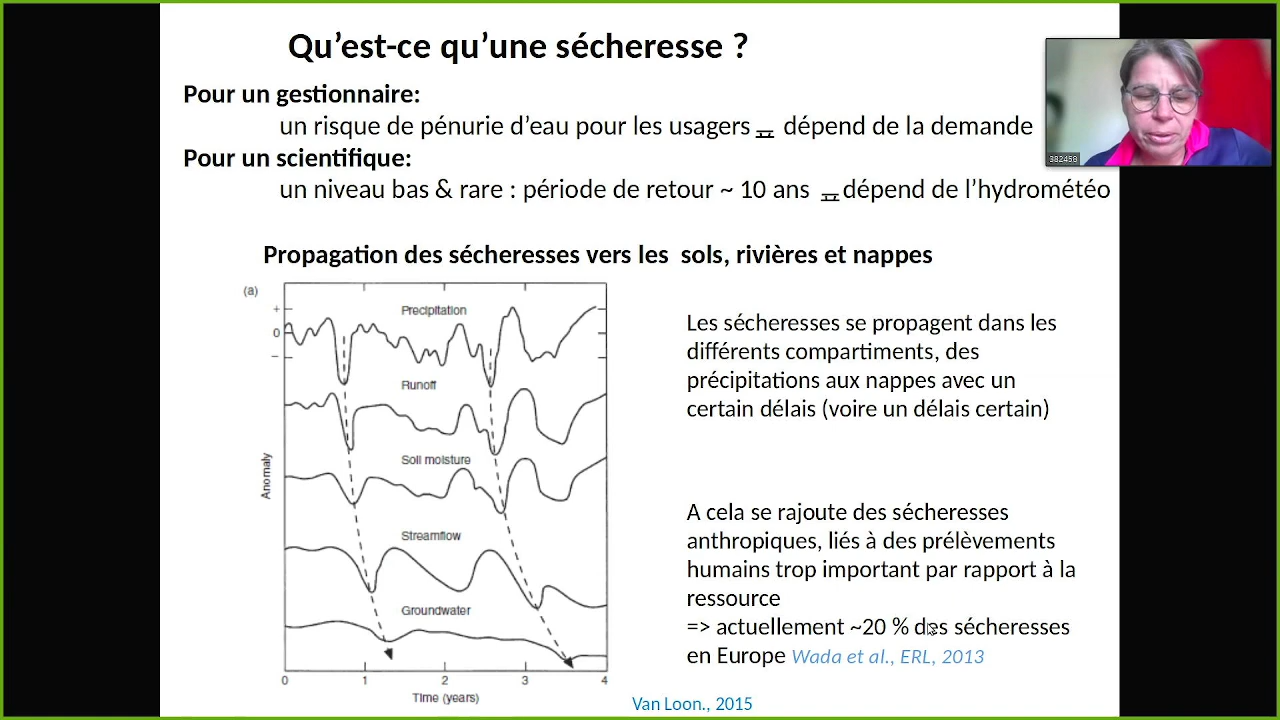 Qu’est-ce qu’une sécheresse ?
Pour un gestionnaire:
un risque de pénurie d’eau pour les usagers dépend de la demande
382456
Pour un scientifique:
un niveau bas & rare : période de retour ~ 10 ans dépend de l’hydrométéo
Propagation des sécheresses vers les sols, rivières et nappes
(a)
+
0
−
Precipitation
Runoff
Soil moisture
Streamflow
Groundwater
Anomaly
0 1 2 3 4
Time (years)
Les sécheresses se propagent dans les
différents compartiments, des
précipitations aux nappes avec un
certain délais (voire un délais certain)
A cela se rajoute des sécheresses
anthropiques, liés à des prélèvements
humains trop important par rapport à la
ressource
=> actuellement ~20 % des sécheresses
en Europe Wada et al., ERL, 2013
Van Loon., 2015